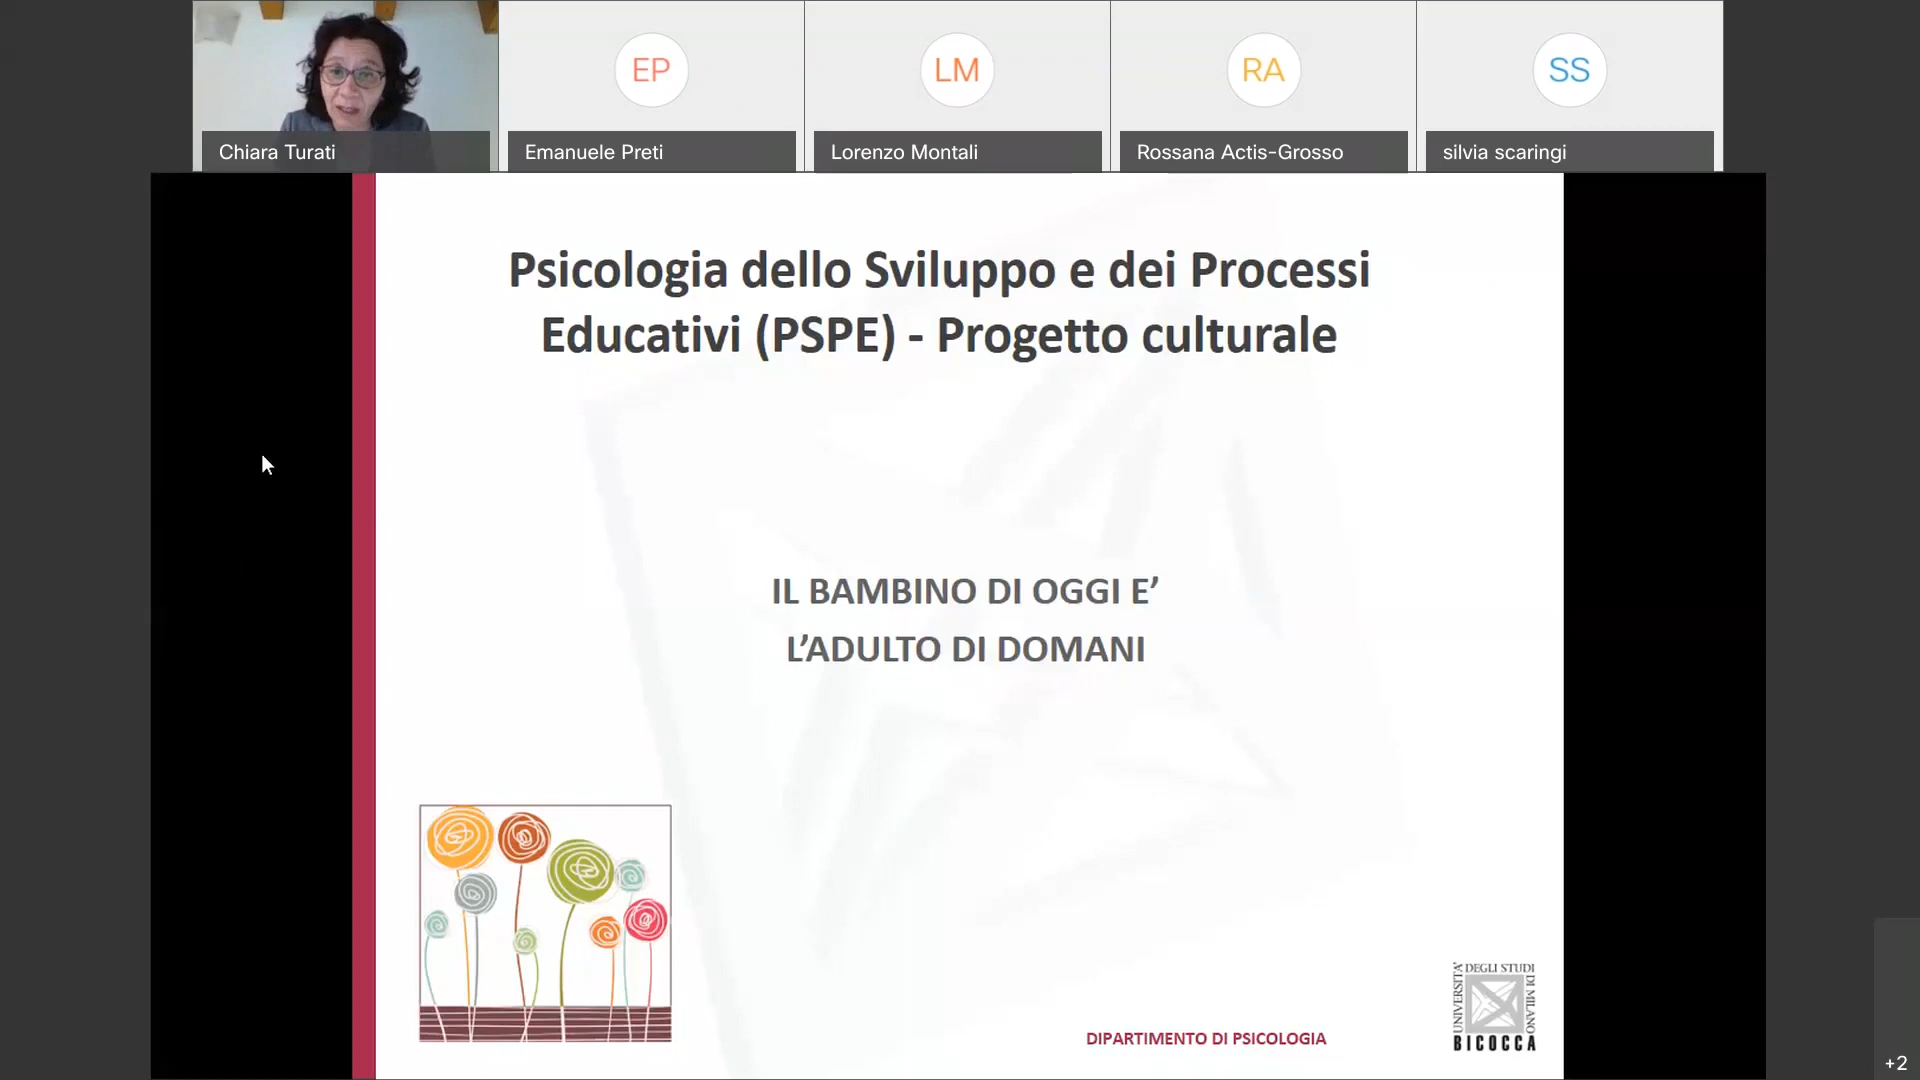 EP
LM
RA
SS
Chiara Turati
Emanuele Preti
Lorenzo Montali
Rossana Actis-Grosso
silvia scaringi
Psicologia dello Sviluppo e dei Processi
Educativi (PSPE) - Progetto culturale
IL BAMBINO DI OGGI E’
L’ADULTO DI DOMANI
DIPARTIMENTO DI PSICOLOGIA
UNIVERSITA’
DEGLI STUDI
DI MILANO
BICOCCA
+2